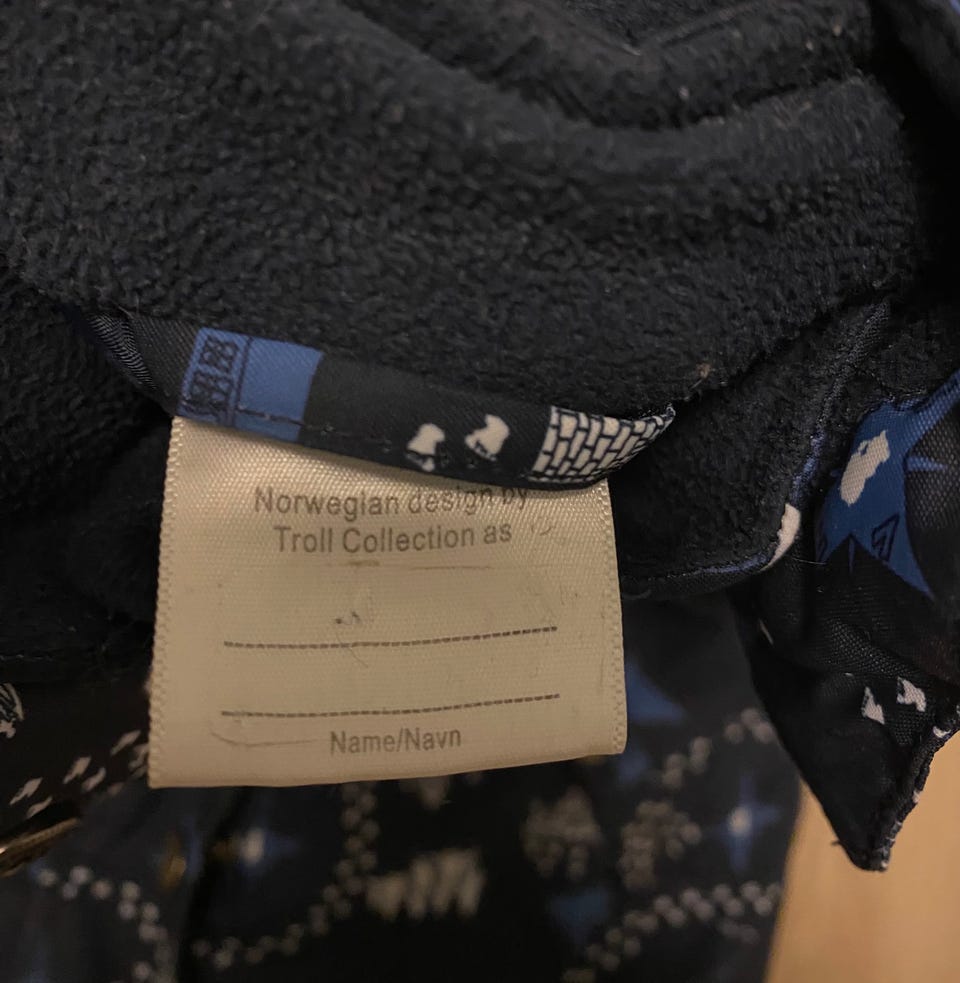 Norwegian design by
Troll Collection as
Name/Navn